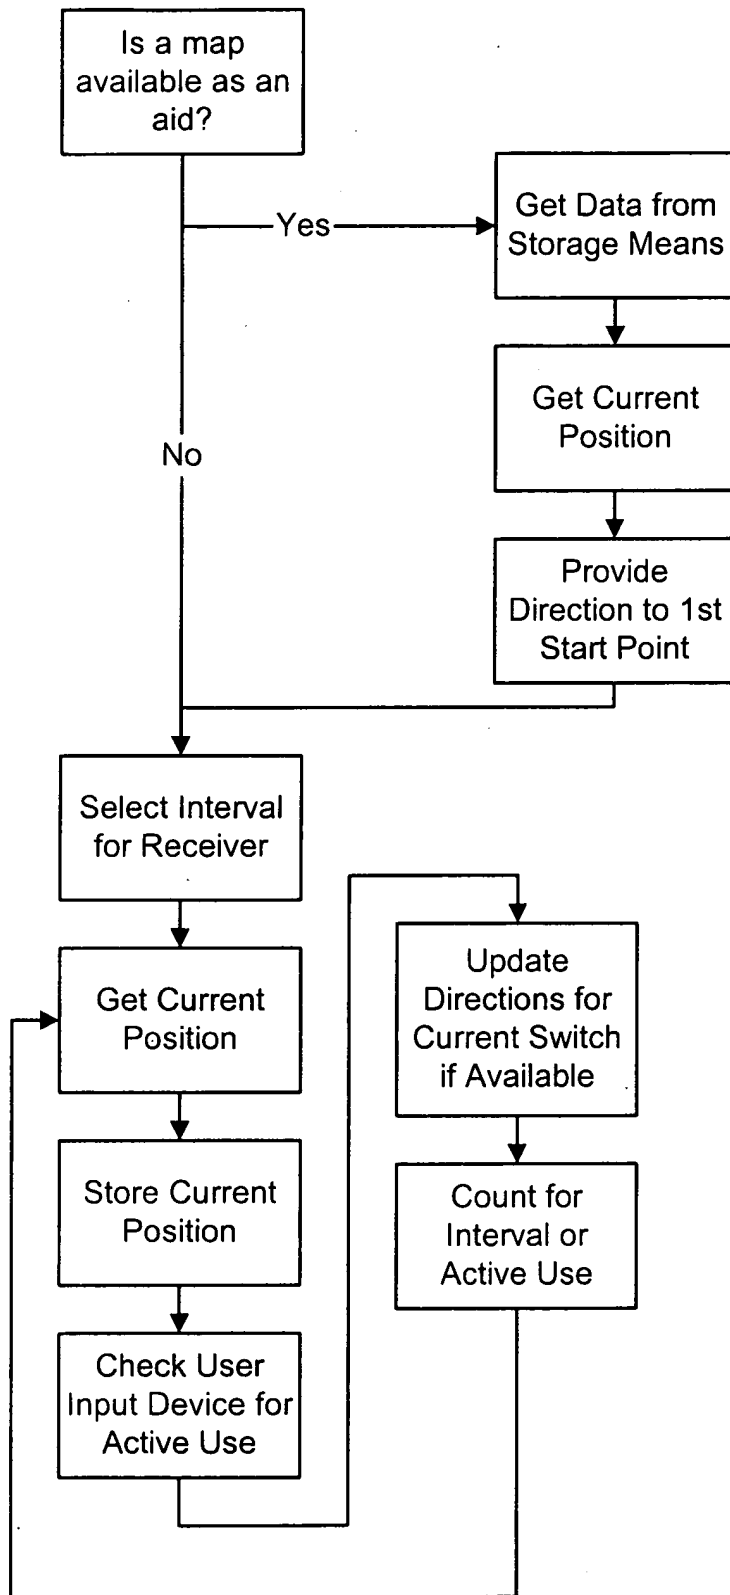 Is a map
available as an
aid?
Yes
Get Data from
Storage Means
Get Current
Position
No
Provide
Direction to 1st
Start Point
Select Interval
for Receiver
Get Current
Position
Store Current
Position
Check User
Input Device for
Active Use
Update
Directions for
Current Switch
if Available
Count for
Interval or
Active Use